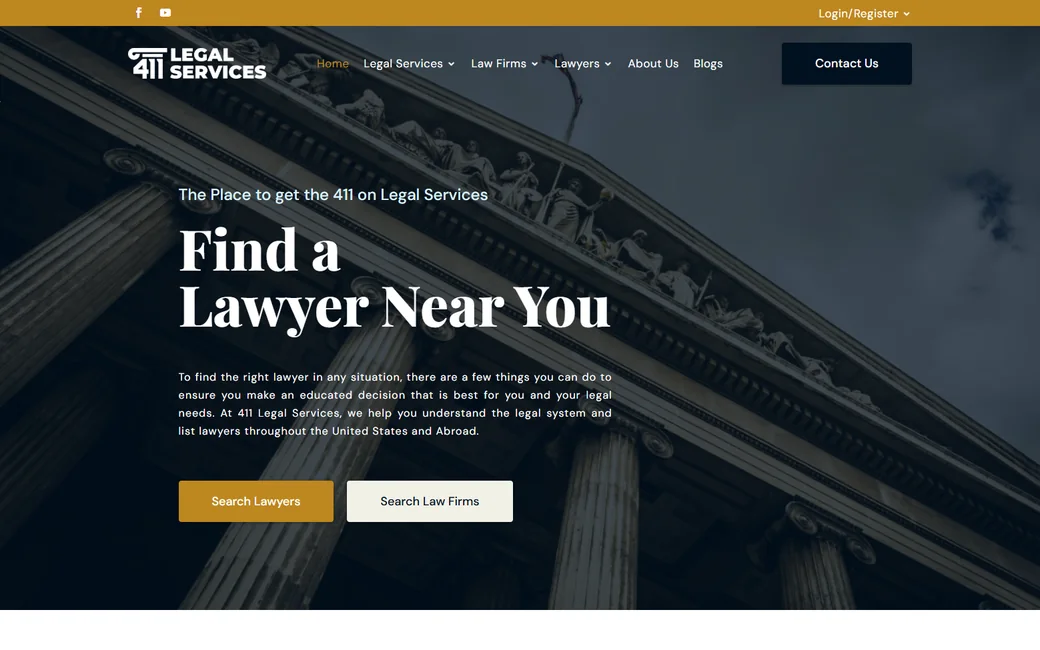 Login/Register
411 LEGAL
SERVICES
Home Legal Services Law Firms Lawyers About Us Blogs Contact Us
The Place to get the 411 on Legal Services
Find a
Lawyer Near You
To find the right lawyer in any situation, there are a few things you can do to
ensure you make an educated decision that is best for you and your legal
needs. At 411 Legal Services, we help you understand the legal system and
list lawyers throughout the United States and Abroad.
Search Lawyers Search Law Firms